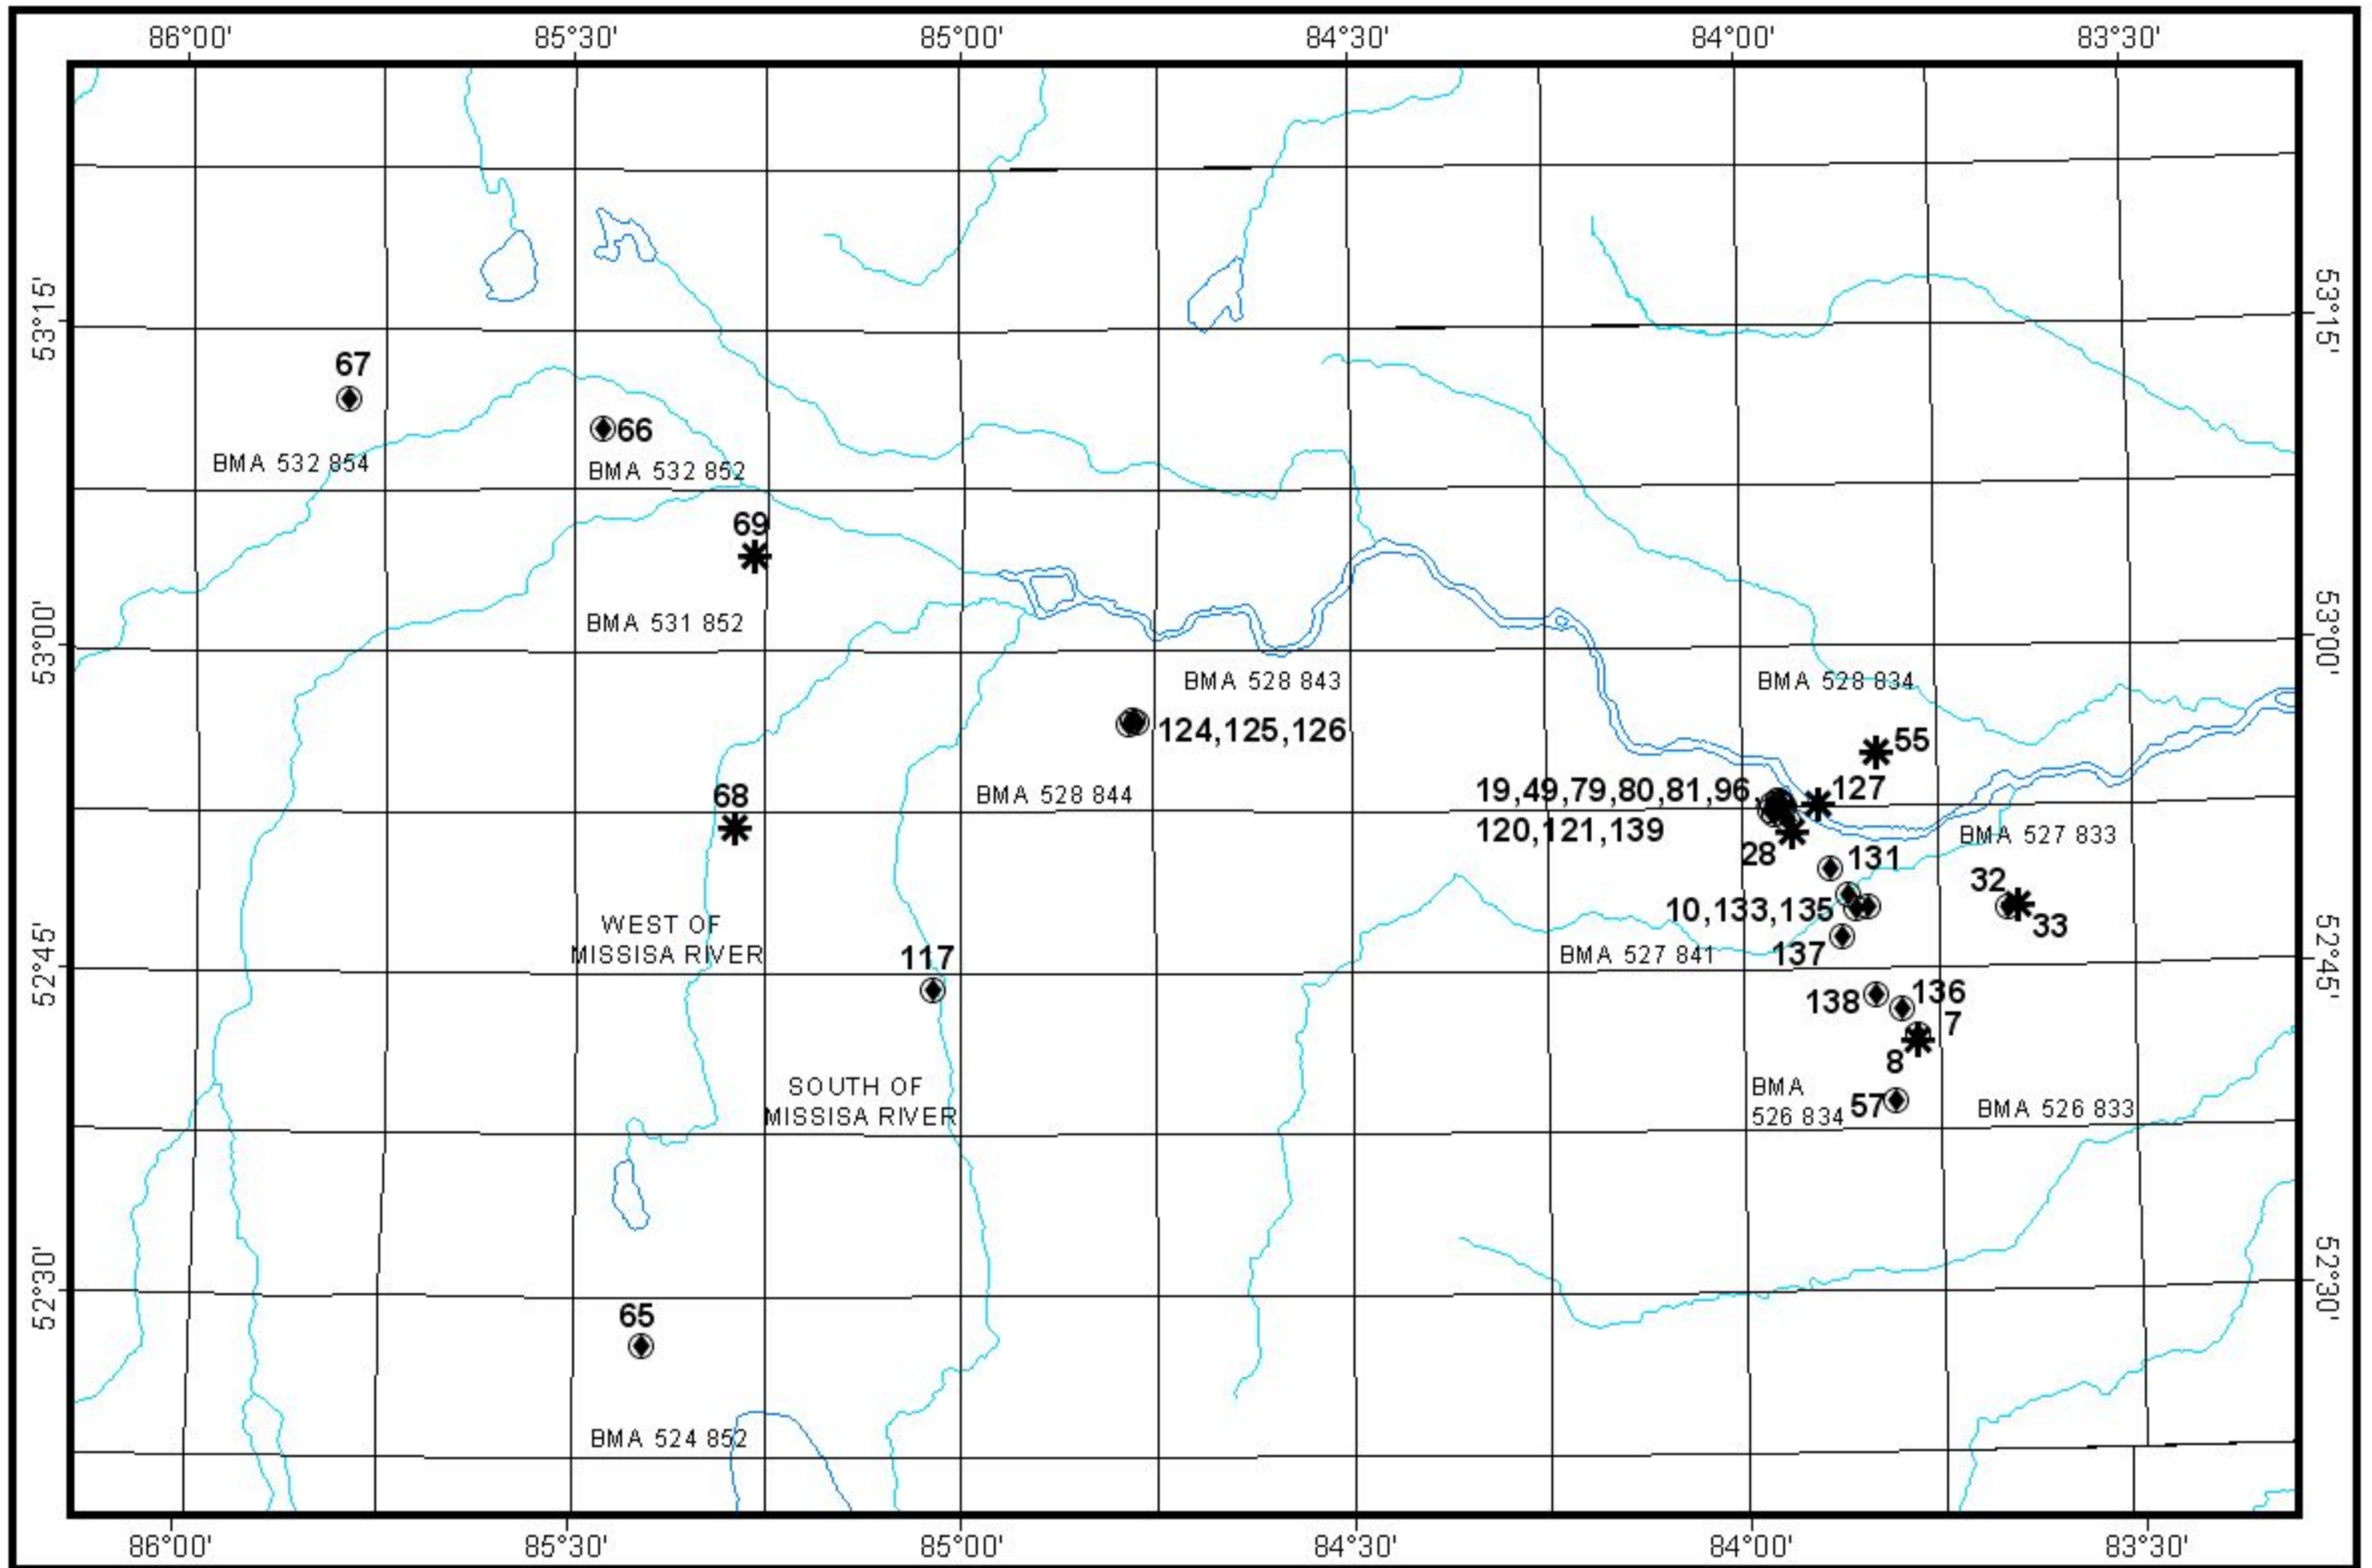 86°00'
85°30'
85°00'
84°30'
84°00'
83°30'
53°15'
53°15'
67
66
BMA 532 854
BMA 532 852
69
BMA 531 852
53°00'
53°00'
BMA 528 843
BMA 528 834
124,125,126
55
BMA 528 844
68
19,49,79,80,81,96,
127
120,121,139
BMA 527 833
28
131
32
10,133,135
33
WEST OF
MISSISA RIVER
137
BMA 527 841
52°45'
52°45'
117
138
136
7
8
SOUTH OF
MISSISA RIVER
BMA
526 834
57
BMA 526 833
52°30'
52°30'
65
BMA 524 852
86°00'
85°30'
85°00'
84°30'
84°00'
83°30'